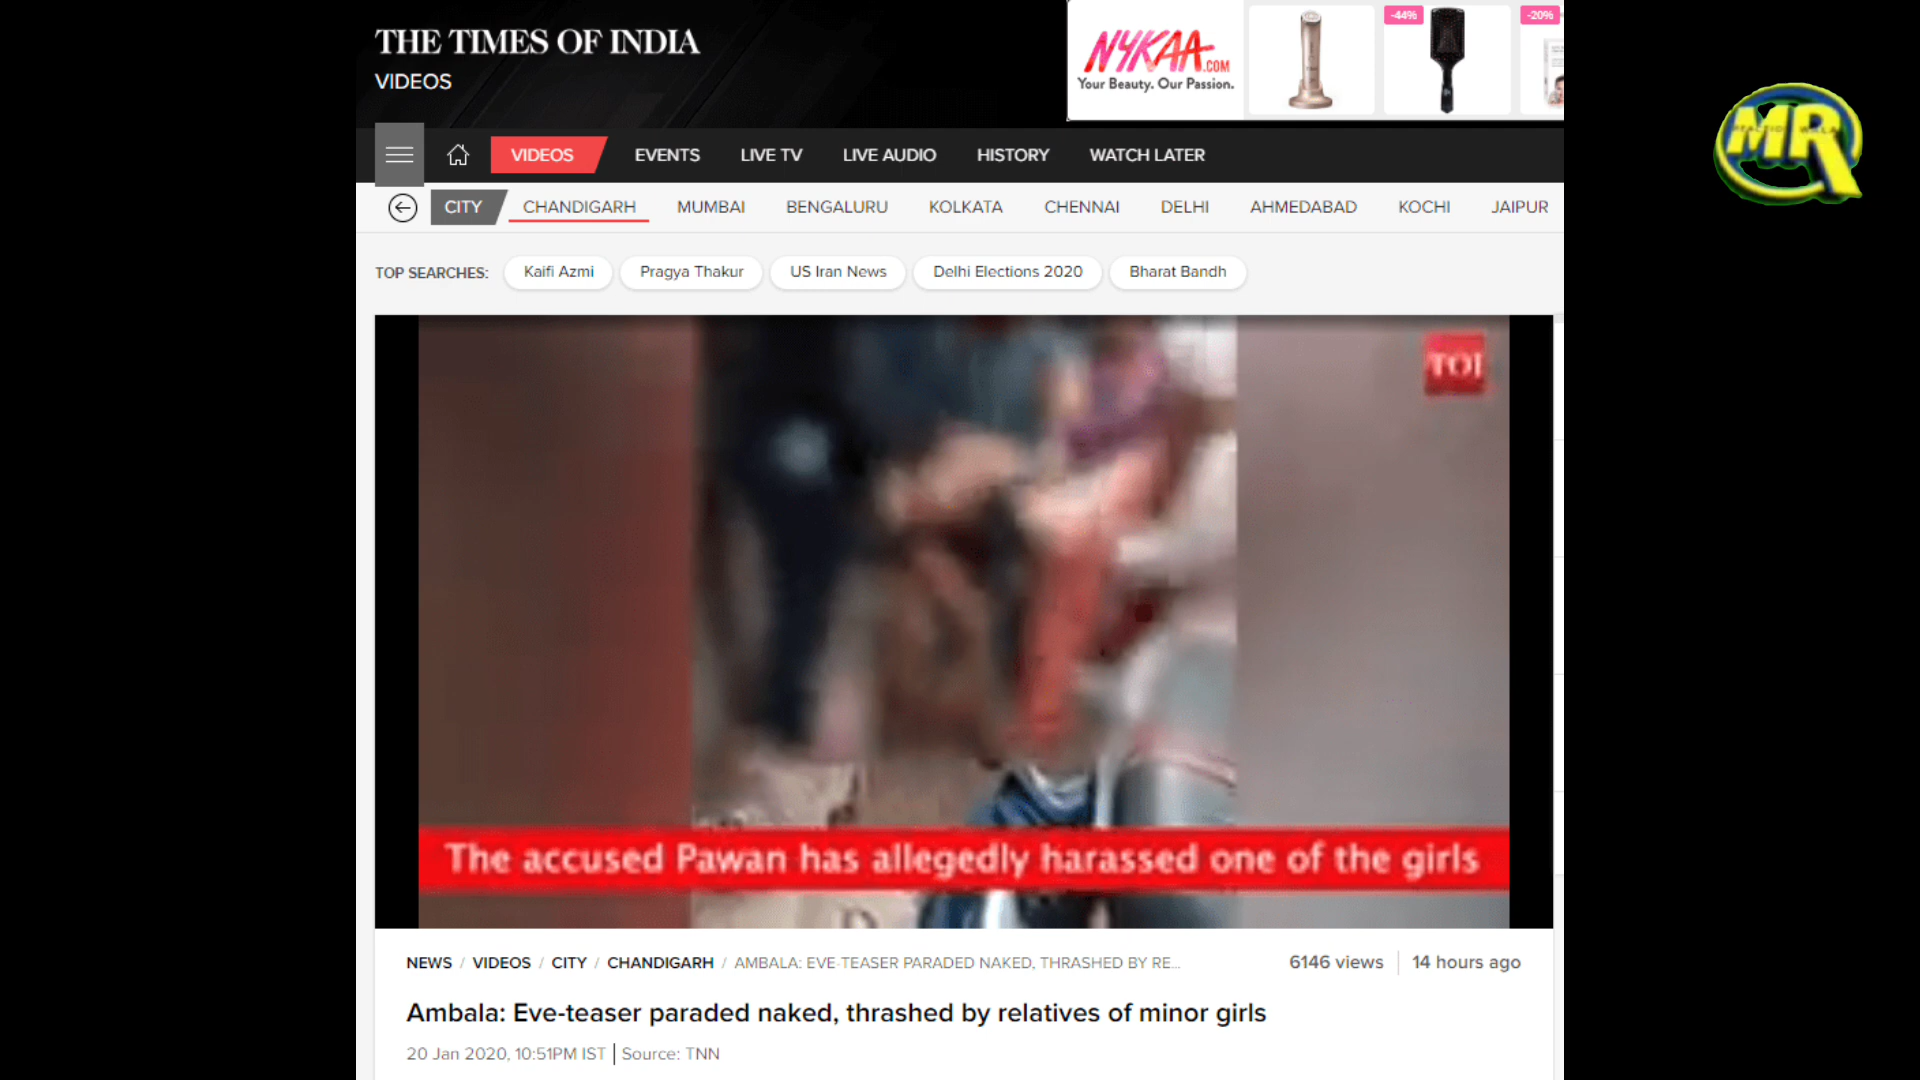 THE TIMES OF INDIA
VIDEOS
NYKAA.COM
Your Beauty. Our Passion.
-44%
-20%
MR
VIDEOS EVENTS LIVE TV LIVE AUDIO HISTORY WATCH LATER
CITY CHANDIGARH MUMBAI BENGALURU KOLKATA CHENNAI DELHI AHMEDABAD KOCHI JAIPUR
TOP SEARCHES: Kaifi Azmi Pragya Thakur US Iran News Delhi Elections 2020 Bharat Bandh
TOI
The accused Pawan has allegedly harassed one of the girls
NEWS / VIDEOS / CITY / CHANDIGARH / AMBALA: EVE-TEASER PARADED NAKED, THRASHED BY RE... 6146 views 14 hours ago
Ambala: Eve-teaser paraded naked, thrashed by relatives of minor girls
20 Jan 2020, 10:51PM IST | Source: TNN